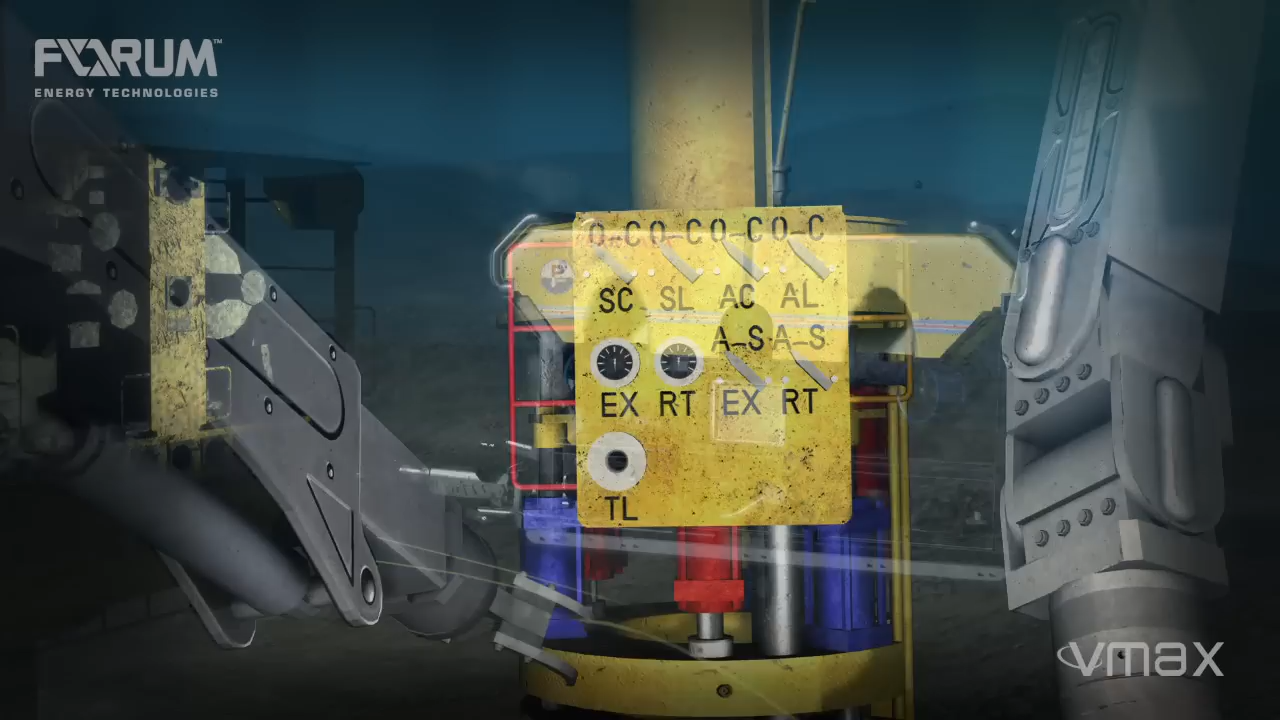 FORUM™
ENERGY TECHNOLOGIES
O-C O-C O-C O-C
SC SL AC AL
A-S A-S
EX RT EX RT
TL
vmax